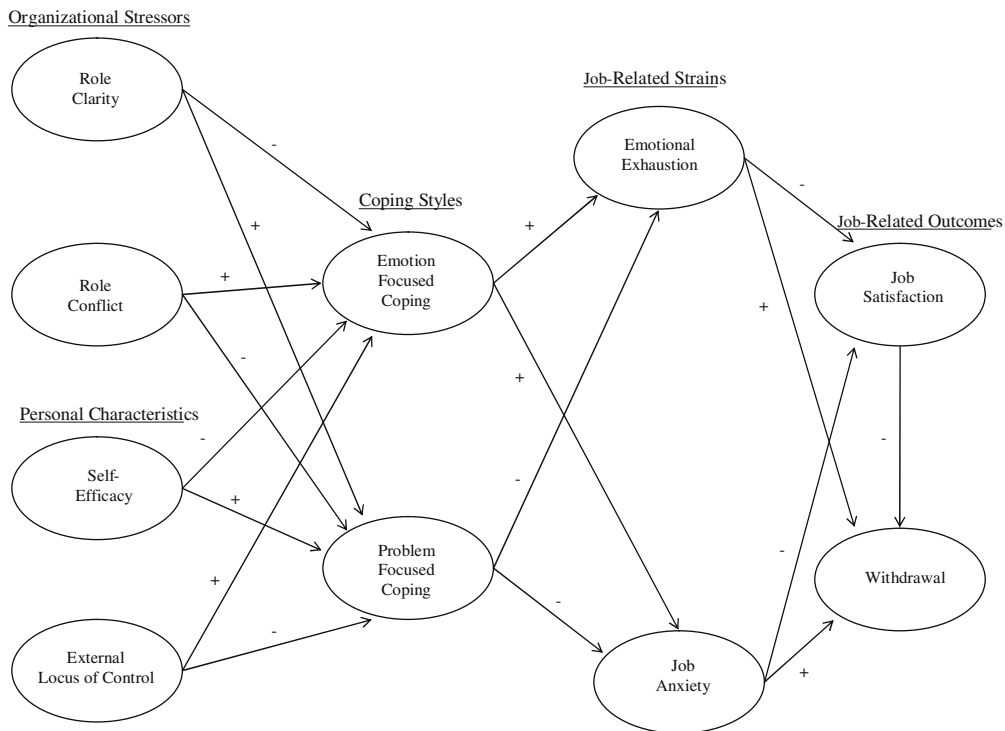 Organizational Stressors
Role
Clarity
-
+
Role
Conflict
+
-
Personal Characteristics
Self-
Efficacy
-
+
External
Locus of Control
+
-
Coping Styles
Emotion
Focused
Coping
+
+
Problem
Focused
Coping
-
-
Job-Related Strains
Emotional
Exhaustion
-
+
Job
Anxiety
-
+
Job-Related Outcomes
Job
Satisfaction
-
Withdrawal